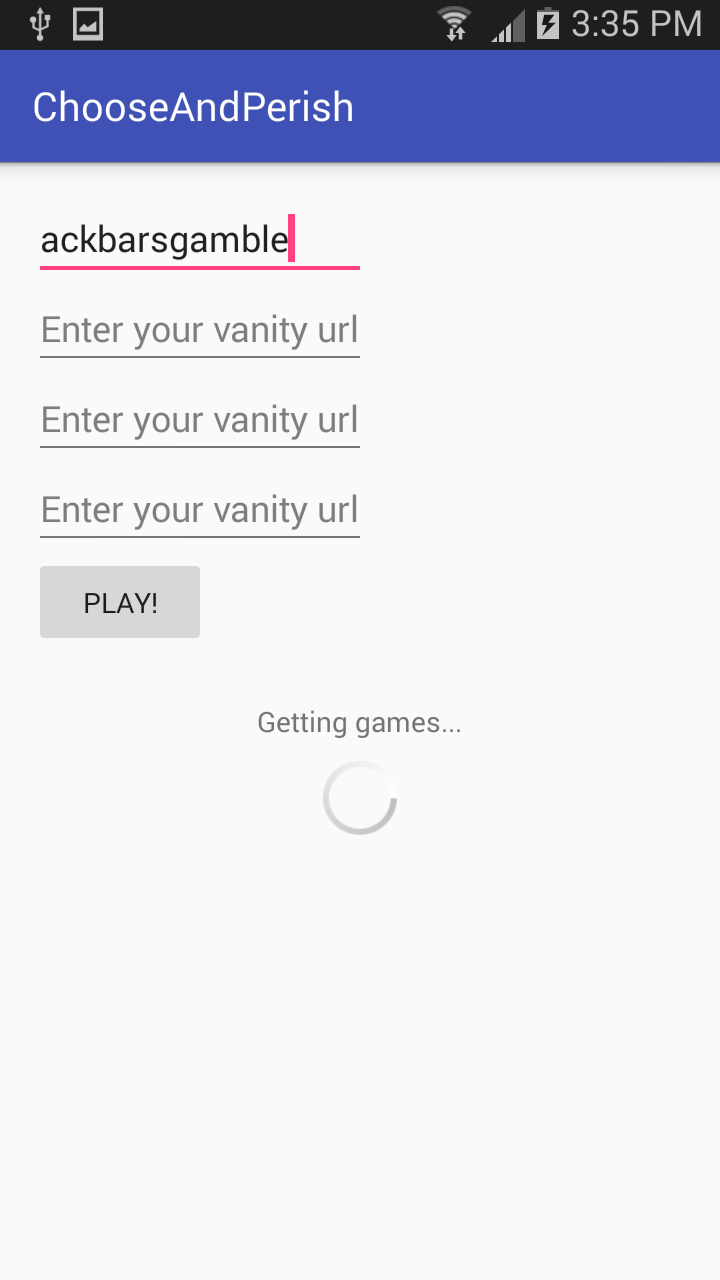 3:35 PM
ChooseAndPerish
ackbarsgamble
Enter your vanity url
Enter your vanity url
Enter your vanity url
PLAY!
Getting games...